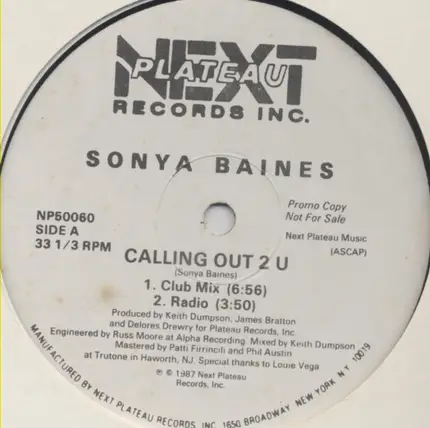 NEXT
PLATEAU
RECORDS INC.
SONYA BAINES
NP50060
SIDE A
33 1/3 RPM
Promo Copy
Not For Sale
Next Plateau Music
(ASCAP)
CALLING OUT 2 U
(Sonya Baines)
1. Club Mix (6:56)
2. Radio (3:50)
Produced by Keith Dumpson, James Bratton
and Delores Drewry for Plateau Records, Inc.
Engineered by Russ Moore at Alpha Recording. Mixed by Keith Dumpson
Mastered by Patti Firrincili and Phil Austin
at Trutone in Haworth, NJ. Special thanks to Louie Vega
℗ © 1987 Next Plateau
Records, Inc.
MANUFACTURED BY NEXT PLATEAU RECORDS, INC. 1650 BROADWAY NEW YORK N.Y. 10019